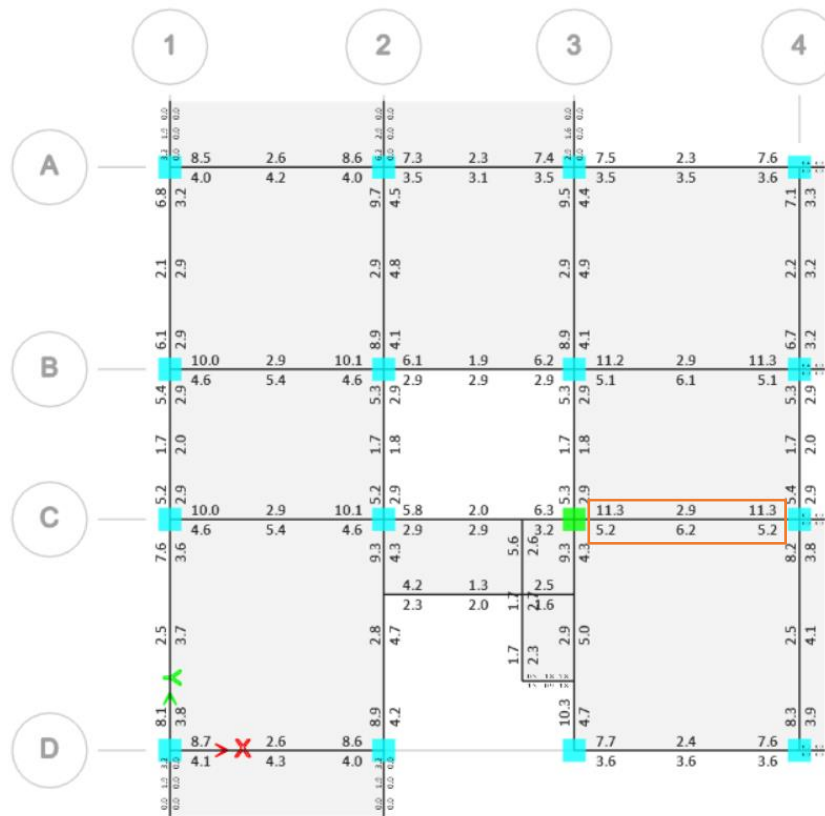 1 2 3 4
A 8.5 2.6 8.6 7.3 2.3 7.4 7.5 2.3 7.6
4.0 4.2 4.0 3.5 3.1 3.5 3.5 3.5 3.6
6.8 3.2 9.7 4.5 9.5 4.4 7.1 3.3
2.1 2.9 2.9 4.8 2.9 4.9 2.2 3.2
6.1 2.9 8.9 4.1 8.9 4.1 6.7 3.2
B 10.0 2.9 10.1 6.1 1.9 6.2 11.2 2.9 11.3
4.6 5.4 4.6 2.9 2.9 2.9 5.1 6.1 5.1
5.4 2.9 5.3 2.9 5.3 2.9 5.3 2.9
1.7 2.0 1.7 1.8 1.7 1.8 1.7 2.0
5.2 2.9 5.2 2.9 5.3 2.9 5.4 2.9
C 10.0 2.9 10.1 5.8 2.0 6.3 11.3 2.9 11.3
4.6 5.4 4.6 2.9 2.9 3.2 5.2 6.2 5.2
7.6 3.6 9.3 4.3 5.6 2.6 9.3 4.3 8.2 3.8
4.2 1.3 2.5
2.3 2.0 1.7 1.6
2.5 3.7 2.8 4.7 1.7 2.3 2.9 5.0 2.5 4.1
8.1 3.8 8.9 4.2 10.3 4.7 8.3 3.9
D 8.7 X 2.6 8.6 7.7 2.4 7.6
4.1 4.3 4.0 3.6 3.6 3.6
Y